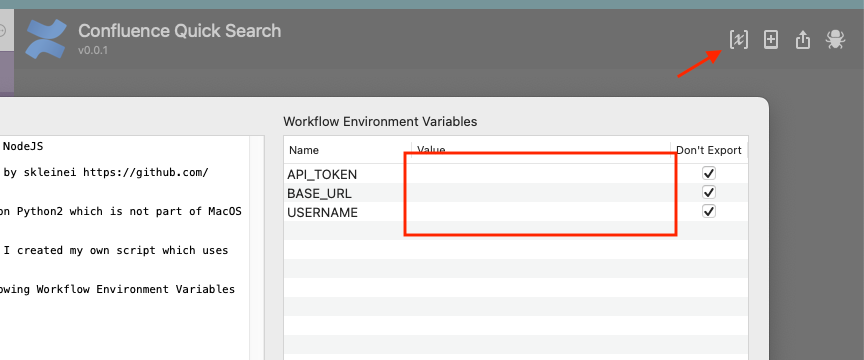 Confluence Quick Search
v0.0.1
{x}
Workflow Environment Variables
NodeJS
by skleinei https://github.com/
on Python2 which is not part of MacOS
I created my own script which uses
owing Workflow Environment Variables
Name Value Don't Export
API_TOKEN
BASE_URL
USERNAME